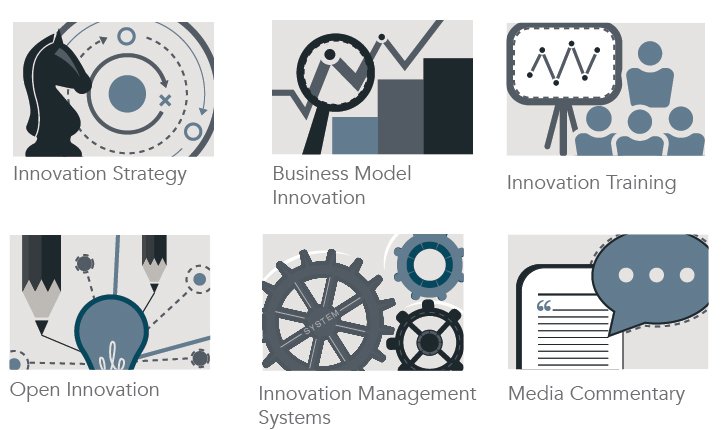 Innovation Strategy
Business Model
Innovation
Innovation Training
SYSTEM
Open Innovation
Innovation Management
Systems
Media Commentary